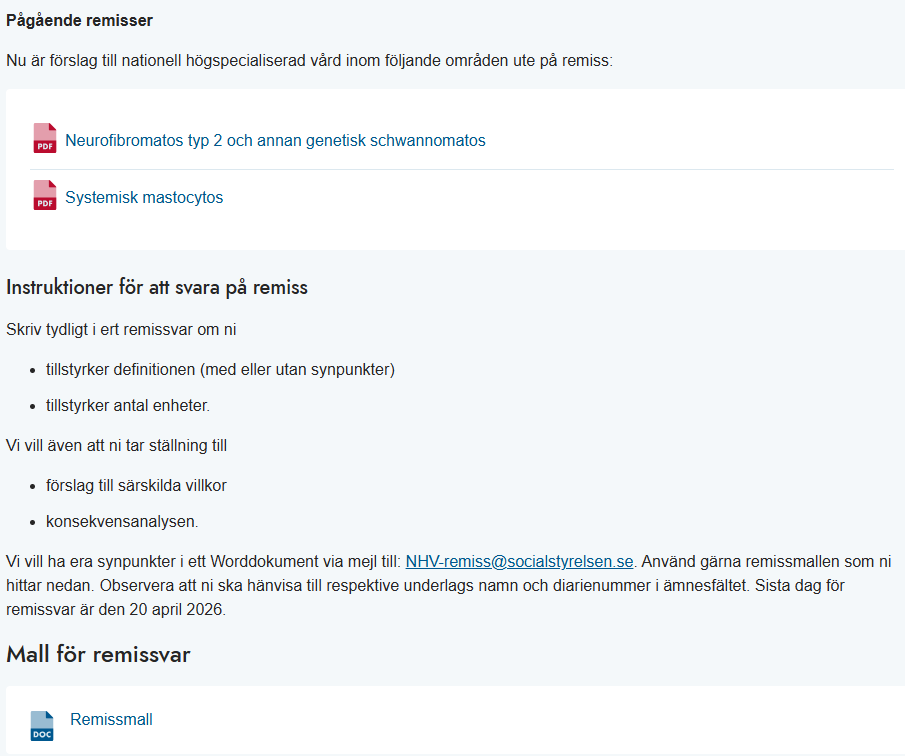 Pågående remisser
Nu är förslag till nationell högspecialiserad vård inom följande områden ute på remiss:
PDF
Neurofibromatos typ 2 och annan genetisk schwannomatos
PDF
Systemisk mastocytos
Instruktioner för att svara på remiss
Skriv tydligt i ert remissvar om ni
• tillstyrker definitionen (med eller utan synpunkter)
• tillstyrker antal enheter.
Vi vill även att ni tar ställning till
• förslag till särskilda villkor
• konsekvensanalysen.
Vi vill ha era synpunkter i ett Worddokument via mejl till: NHV-remiss@socialstyrelsen.se. Använd gärna remissmallen som ni
hittar nedan. Observera att ni ska hänvisa till respektive underlags namn och diarienummer i ämnesfältet. Sista dag för
remissvar är den 20 april 2026.
Mall för remissvar
DOC
Remissmall